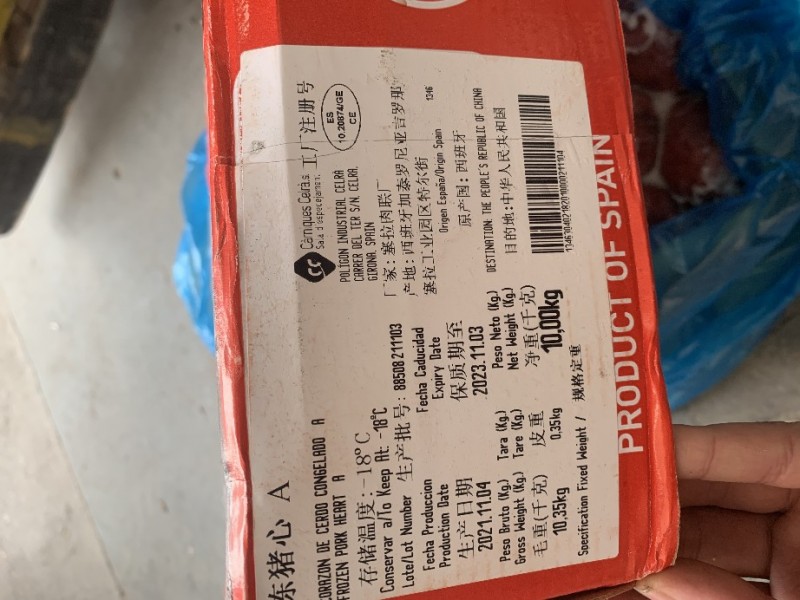 冻猪心 A
CORAZON DE CERDO CONGELADO A
FROZEN PORK HEART A
存储温度:-18°C
Conservar a/To Keep At: -18°C
Lote/Lot Number 生产批号: 88508211103
Fecha Produccion
Production Date
生产日期
2021.11.04
Fecha Caducidad
Expiry Date
保质期至
2023.11.03
Peso Bruto (Kg.)
Gross Weight (Kg.)
毛重(千克)
10,35kg
Tara (Kg.)
Tare (Kg.)
皮重
0,35kg
Peso Neto (Kg.)
Net Weight (Kg.)
净重(千克)
10,00kg
Specification Fixed Weight / 规格定重
Càrniques Celrà s.
工厂注册号
ES
10.20874/GE
CE
POLIGON INDUSTRIAL CELRÀ
CARRER DEL TER S/N. CELRA.
GIRONA. SPAIN
厂家:塞拉肉联厂
产地:西班牙加泰罗尼亚吉罗那
塞拉工业园区特尔街
1346
Origen España/Origin Spain
原产国:西班牙
DESTINATION THE PEOPLE'S REPUBLIC OF CHINA
目的地:中华人民共和国
PRODUCT OF SPAIN